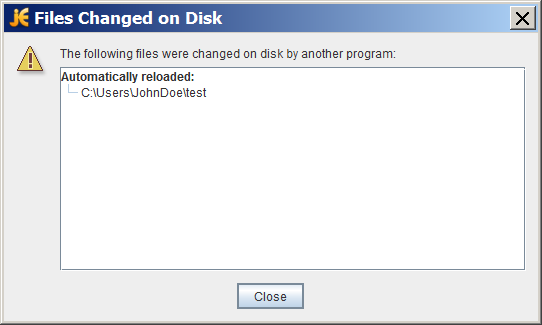 Files Changed on Disk
The following files were changed on disk by another program:
Automatically reloaded:
C:\Users\JohnDoe\test
Close